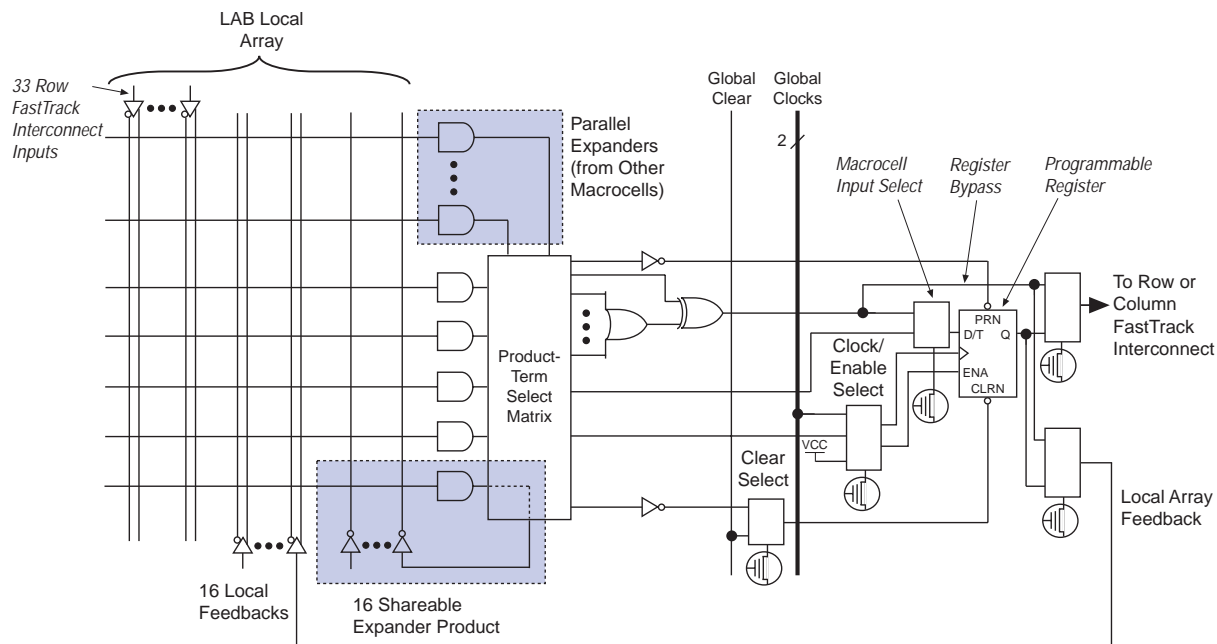 LAB Local
Array
33 Row
FastTrack
Interconnect
Inputs
Parallel
Expanders
(from Other
Macrocells)
Global
Clear
Global
Clocks
2
Macrocell
Input Select
Register
Bypass
Programmable
Register
Product-
Term
Select
Matrix
PRN
D/T
Q
ENA
CLRN
To Row or
Column
FastTrack
Interconnect
Clock/
Enable
Select
VCC
Clear
Select
Local Array
Feedback
16 Local
Feedbacks
16 Shareable
Expander Product